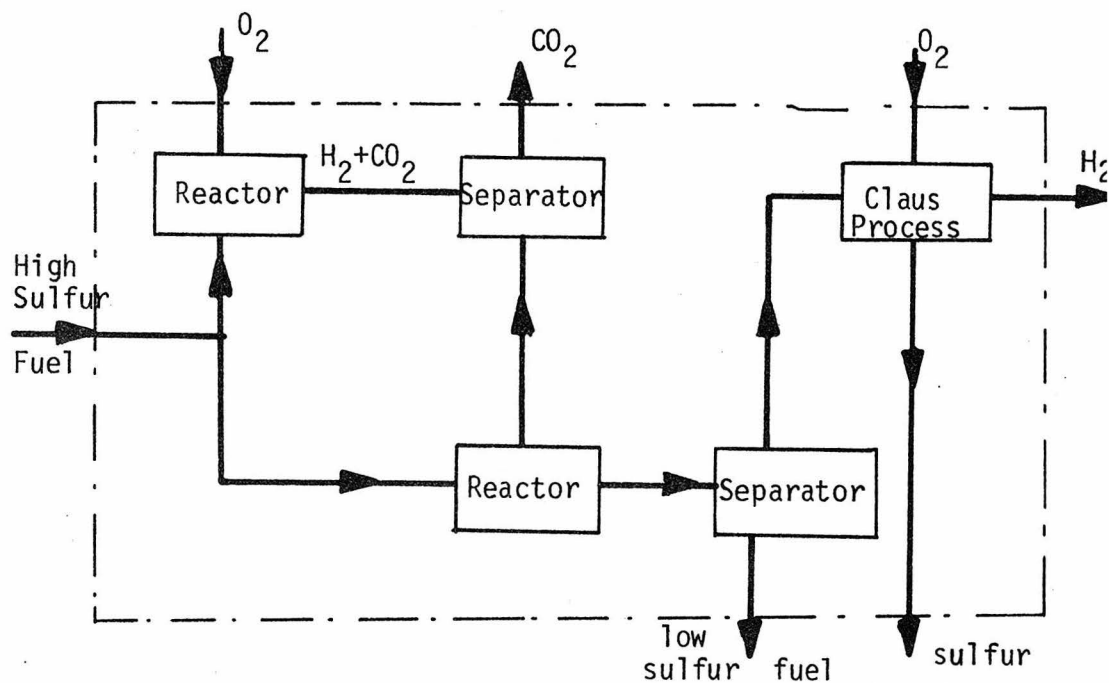 O₂
CO₂
O₂
H₂+CO₂
Reactor
Separator
Claus
Process
H₂
High
Sulfur
Fuel
Reactor
Separator
low
sulfur fuel
sulfur